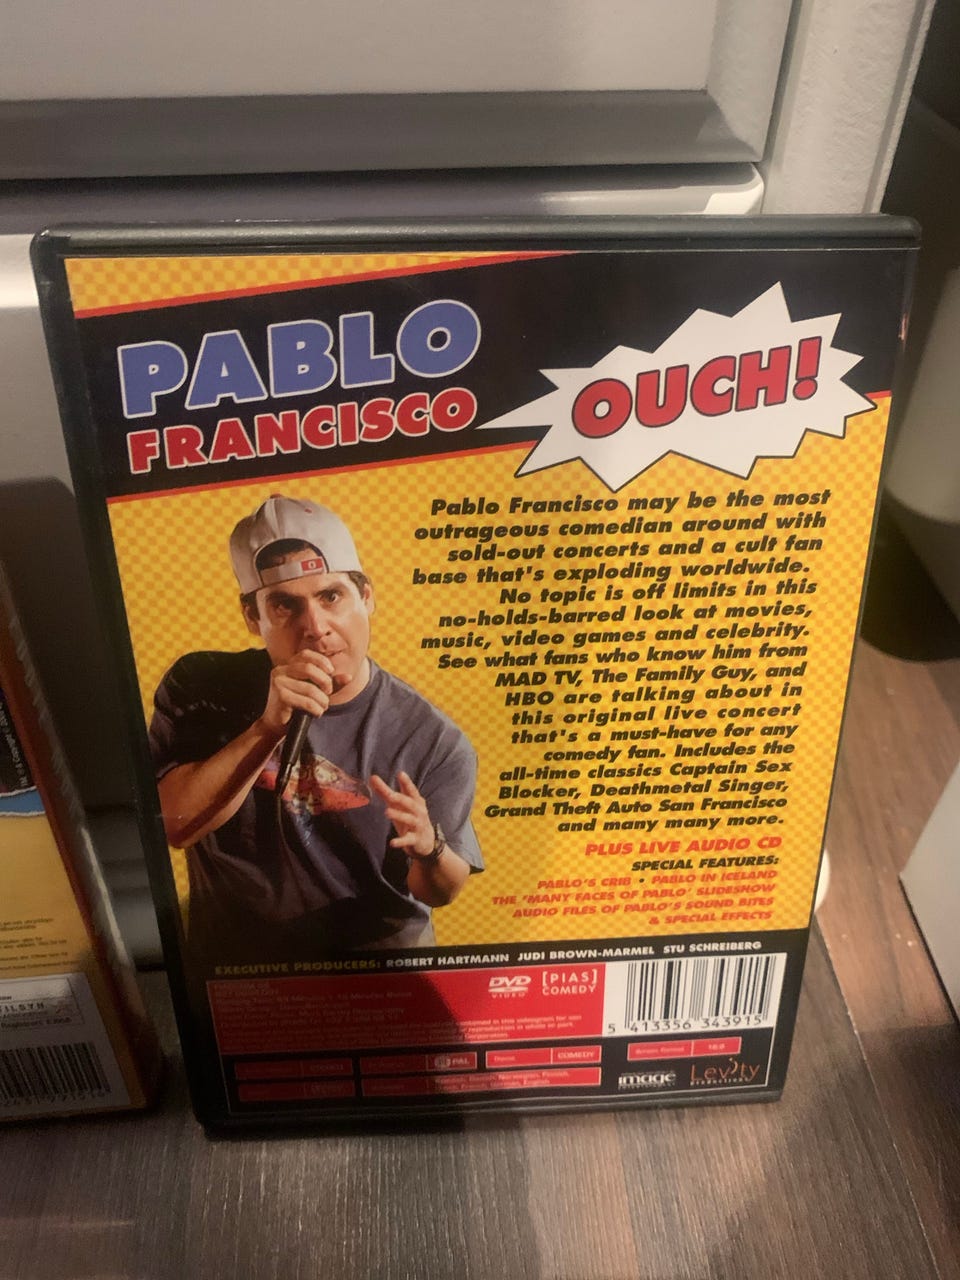 PABLO
FRANCISCO
OUCH!
Pablo Francisco may be the most
outrageous comedian around with
sold-out concerts and a cult fan
base that's exploding worldwide.
No topic is off limits in this
no-holds-barred look at movies,
music, video games and celebrity.
See what fans who know him from
MAD TV, The Family Guy, and
HBO are talking about in
this original live concert
that's a must-have for any
comedy fan. Includes the
all-time classics Captain Sex
Blocker, Deathmetal Singer,
Grand Theft Auto San Francisco
and many many more.
PLUS LIVE AUDIO CD
SPECIAL FEATURES:
PABLO'S CRIB • PABLO IN ICELAND
THE 'MANY FACES OF PABLO' SLIDESHOW
AUDIO FILES OF PABLO'S SOUND BITES
& SPECIAL EFFECTS
EXECUTIVE PRODUCERS: ROBERT HARTMANN JUDI BROWN-MARMEL STU SCHREIBERG
DVD
VIDEO
[PIAS]
COMEDY
5 413356 343915
PAL
COMEDY
Screen Format 16:9
Danish, Norwegian, Finnish,
English
image
Levity
PRODUCTIONS